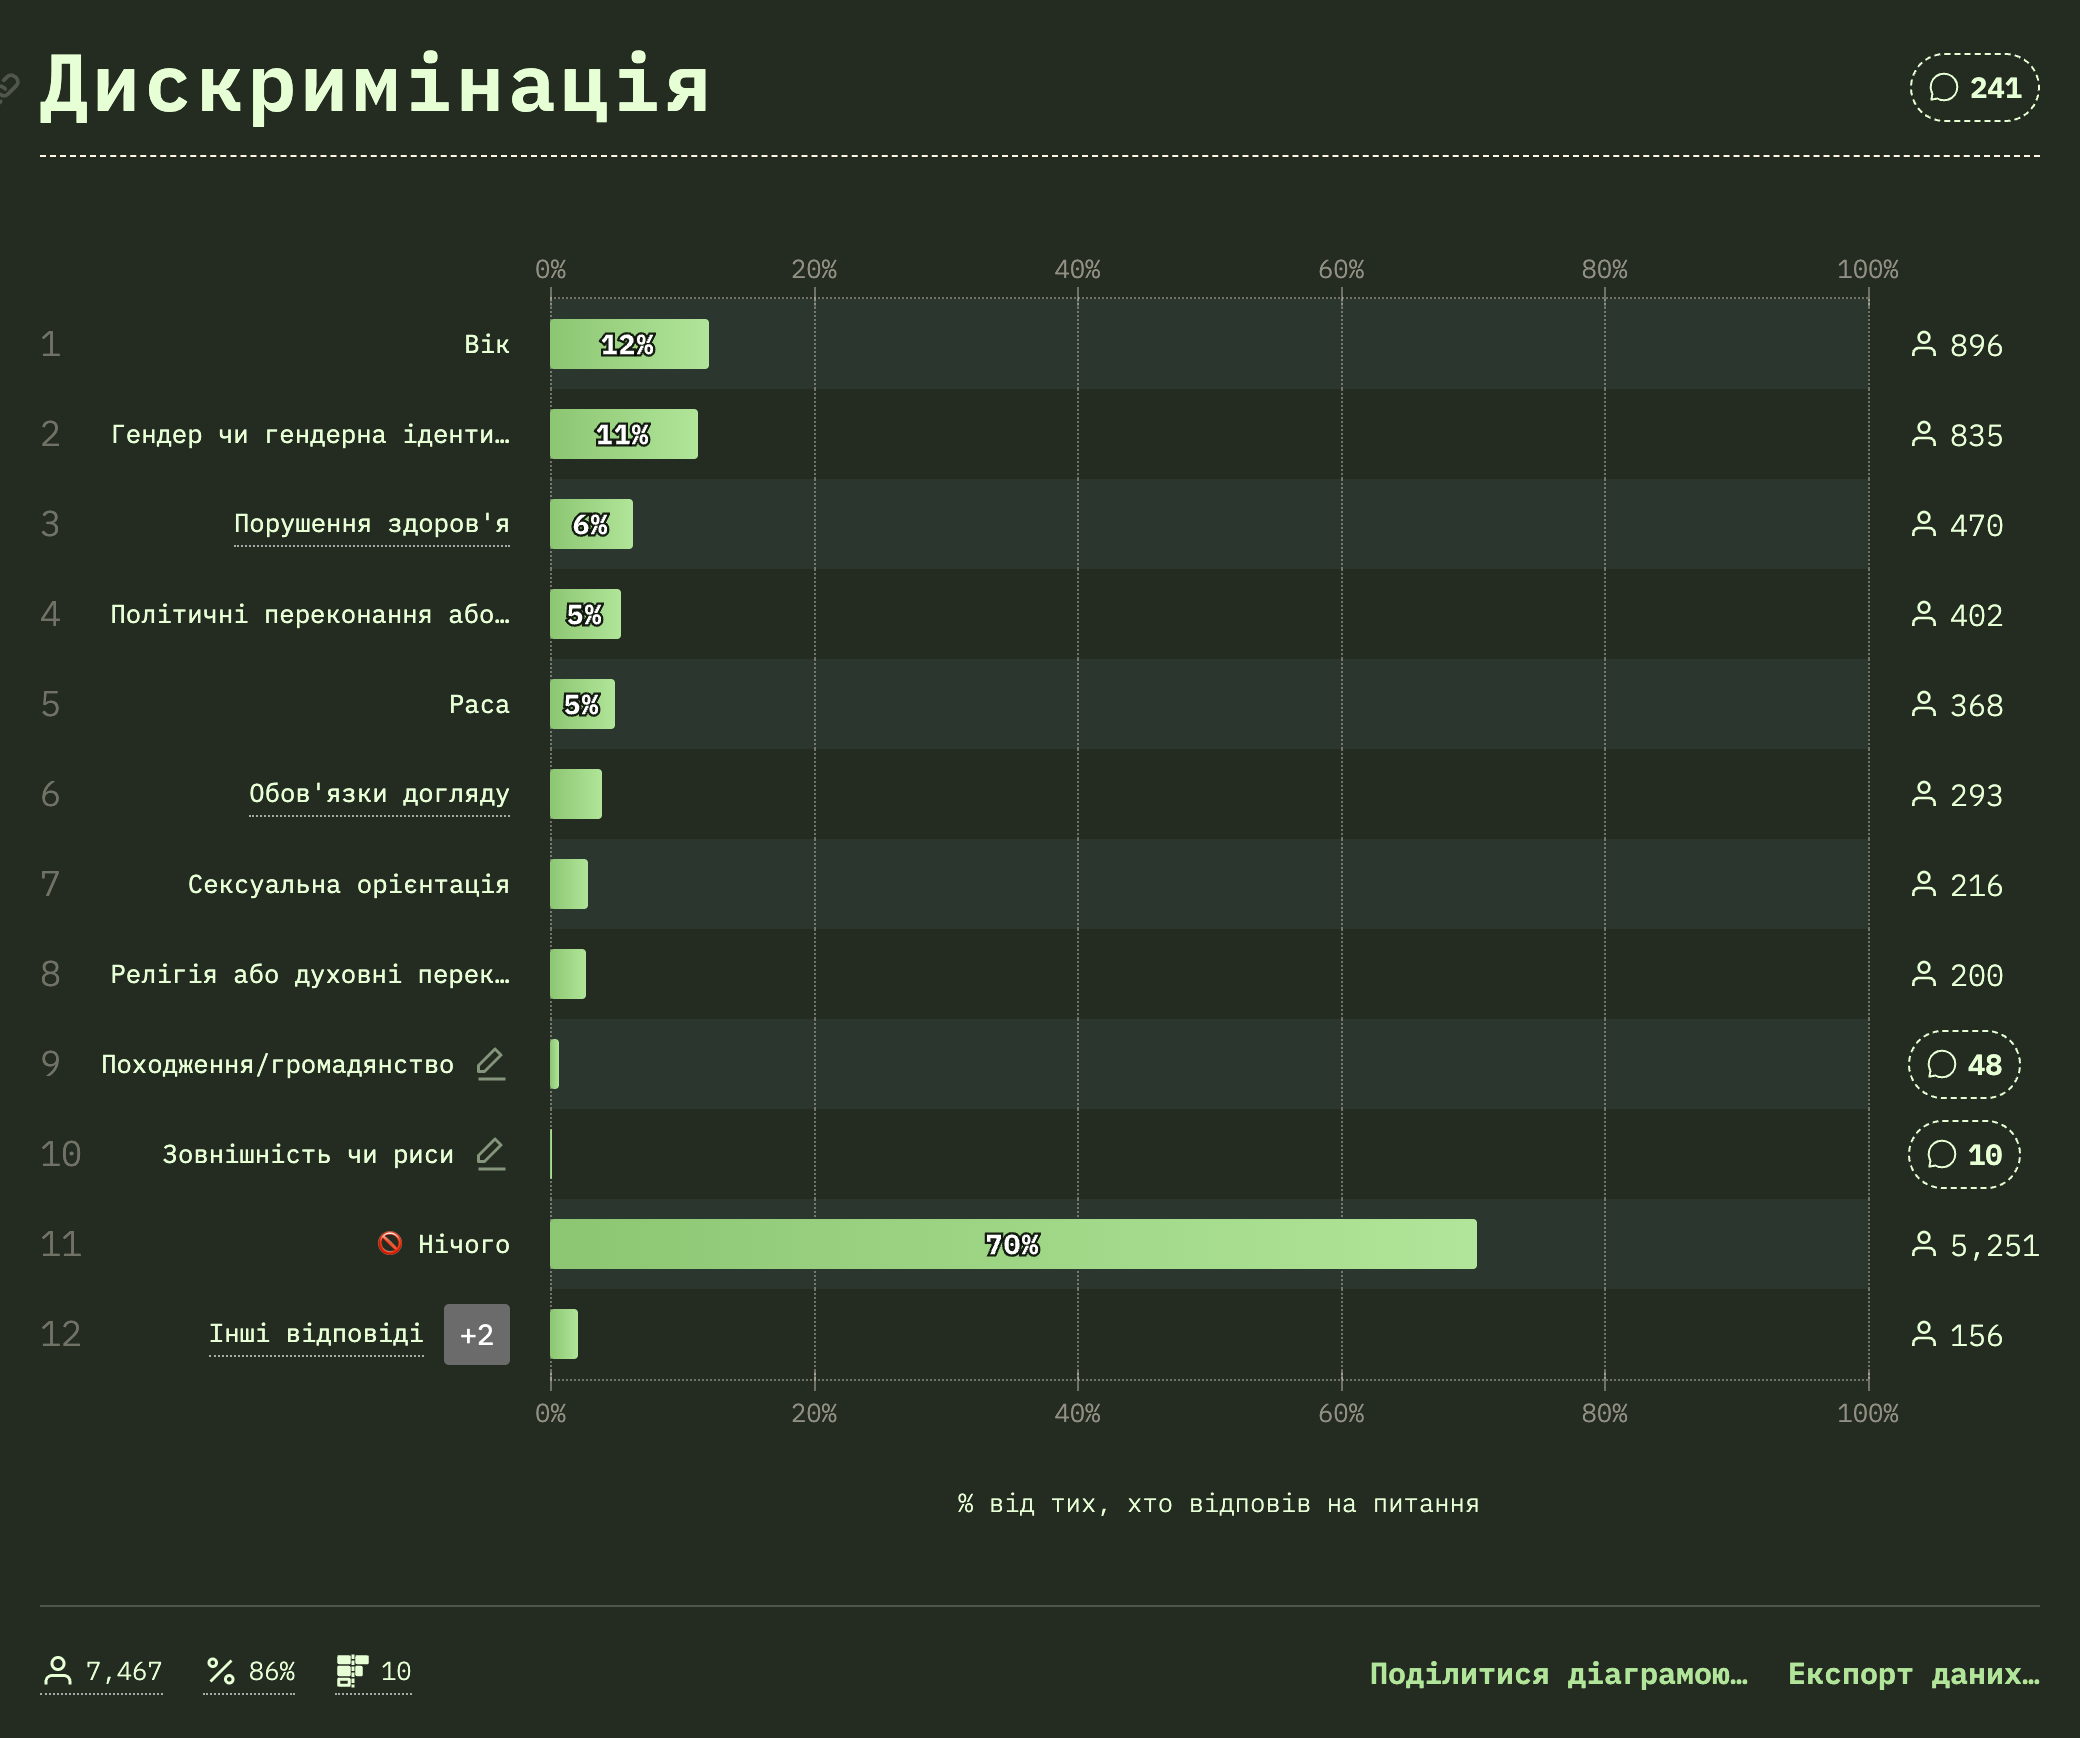 Дискримінація
241
0% 20% 40% 60% 80% 100%
1 Вік 12% 896
2 Гендер чи гендерна іденти… 11% 835
3 Порушення здоров'я 6% 470
4 Політичні переконання або… 5% 402
5 Раса 5% 368
6 Обов'язки догляду 293
7 Сексуальна орієнтація 216
8 Релігія або духовні перек… 200
9 Походження/громадянство 48
10 Зовнішність чи риси 10
11 Нічого 70% 5,251
12 Інші відповіді +2 156
0% 20% 40% 60% 80% 100%
% від тих, хто відповів на питання
7,467 86% 10 Поділитися діаграмою… Експорт даних…